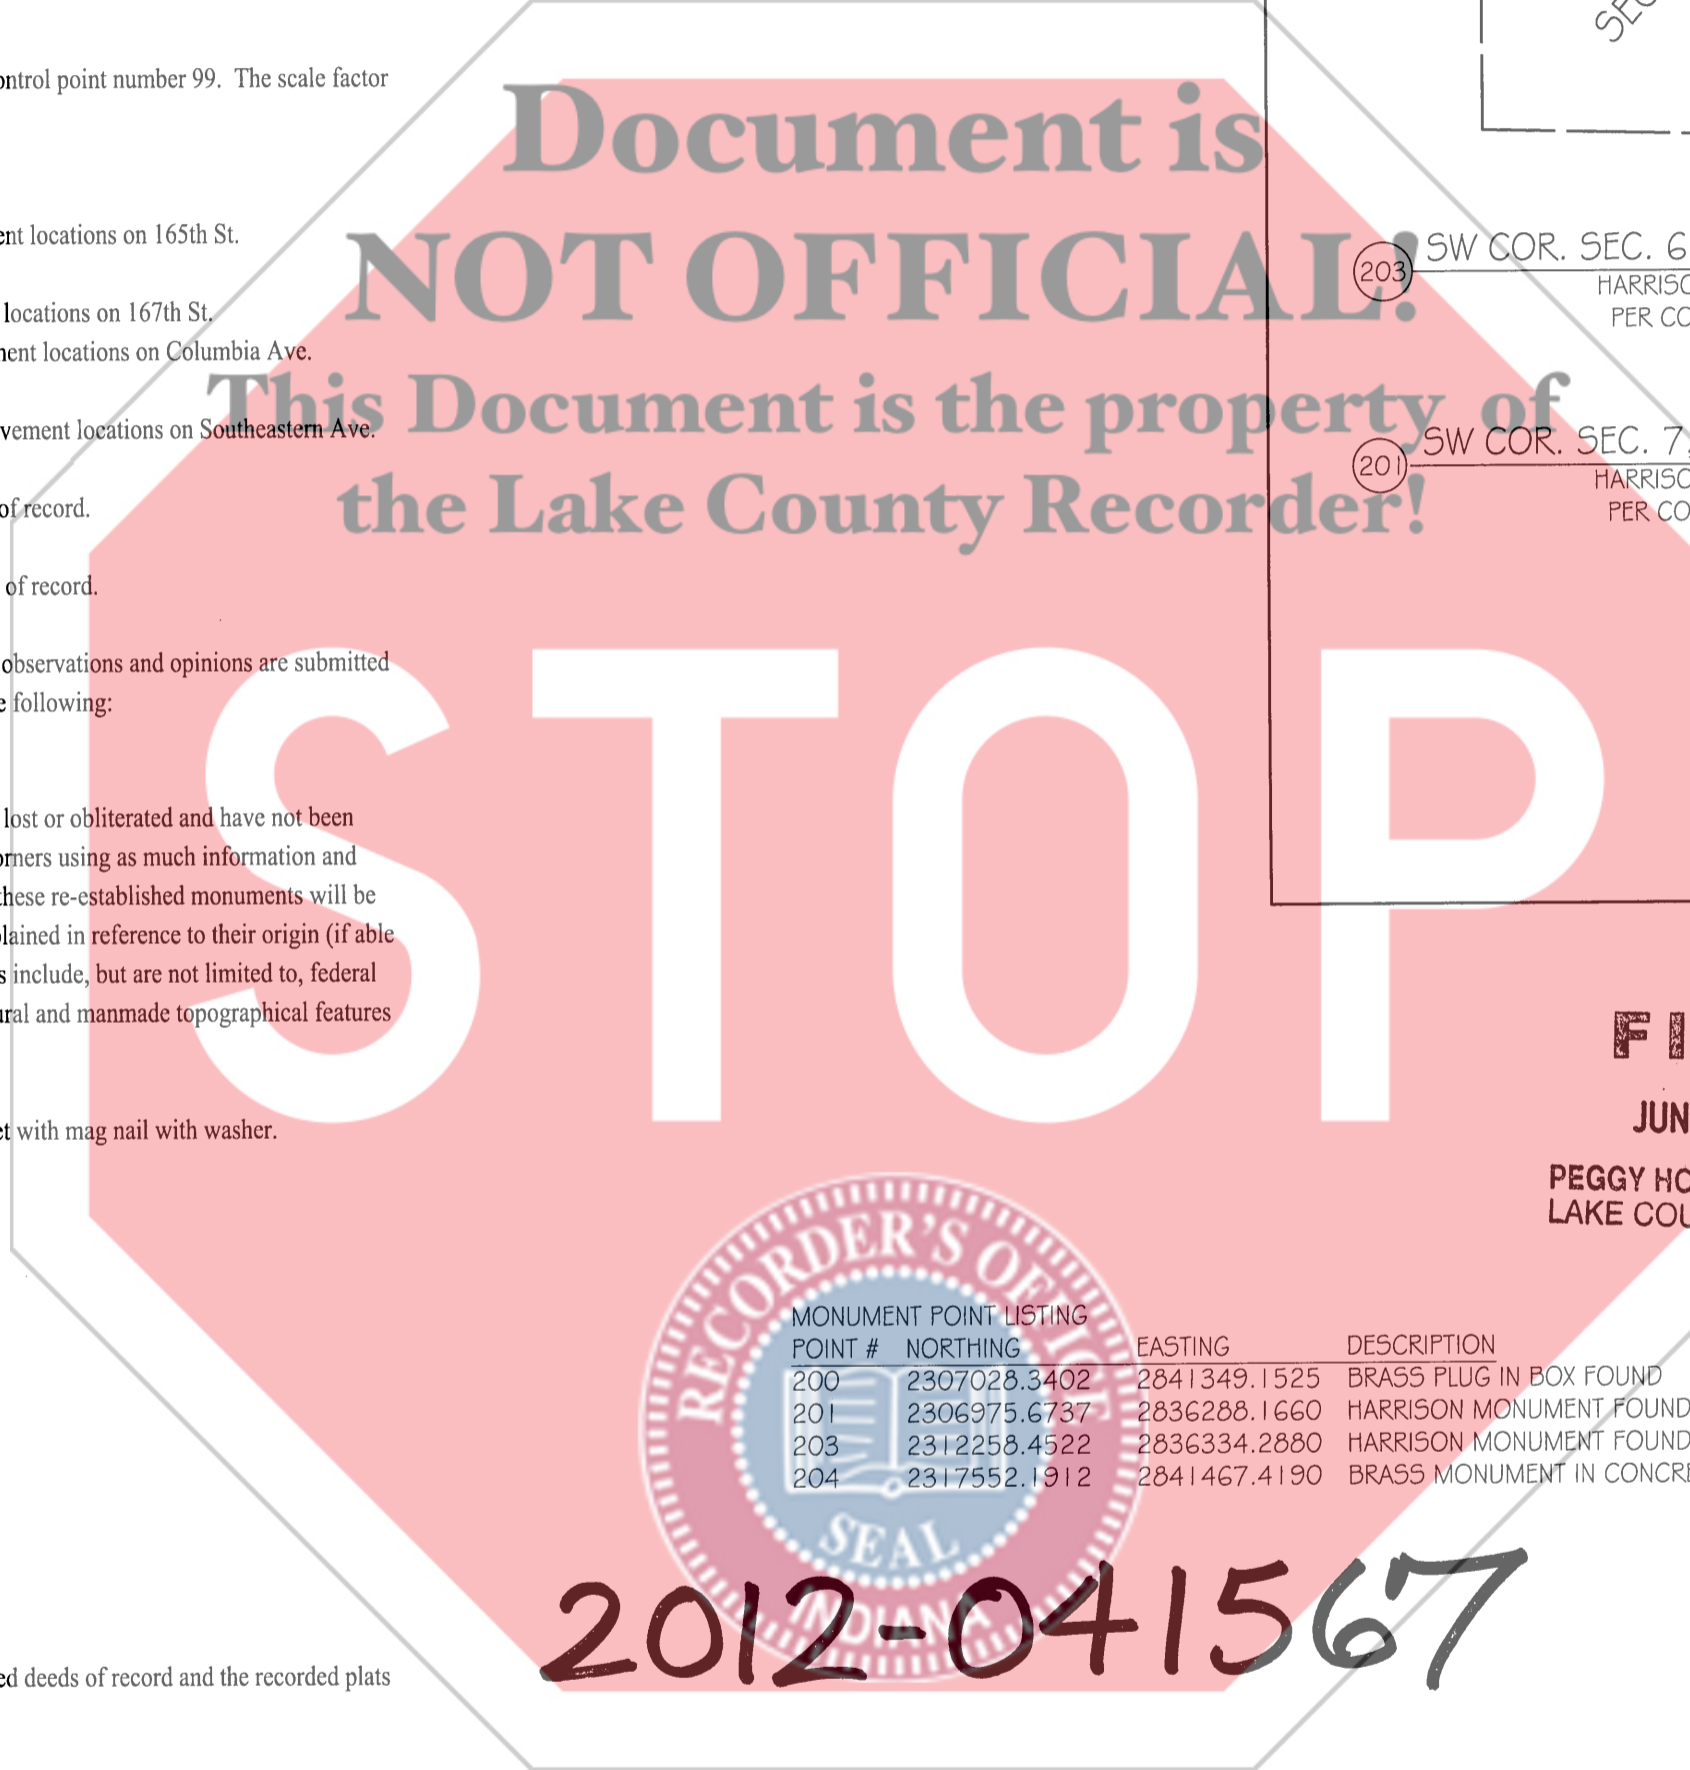 ontrol point number 99. The scale factor
ent locations on 165th St.
locations on 167th St.
ment locations on Columbia Ave.
vement locations on Southeastern Ave.
of record.
of record.
observations and opinions are submitted
e following:
lost or obliterated and have not been
orners using as much information and
these re-established monuments will be
lained in reference to their origin (if able
s include, but are not limited to, federal
ural and manmade topographical features
et with mag nail with washer.
ed deeds of record and the recorded plats
Document is
NOT OFFICIAL!
This Document is the property of
the Lake County Recorder!
STOP
SEC
203 SW COR. SEC. 6
HARRISO
PER CO
201 SW COR. SEC. 7,
HARRISO
PER CO
FI
JUN
PEGGY HO
LAKE COU
RECORDER'S OFFICE
SEAL
INDIANA
MONUMENT POINT LISTING
POINT # NORTHING EASTING DESCRIPTION
200 2307028.3402 2841349.1525 BRASS PLUG IN BOX FOUND
201 2306975.6737 2836288.1660 HARRISON MONUMENT FOUND
203 2312258.4522 2836334.2880 HARRISON MONUMENT FOUND
204 2317552.1912 2841467.4190 BRASS MONUMENT IN CONCRE
2012-041567